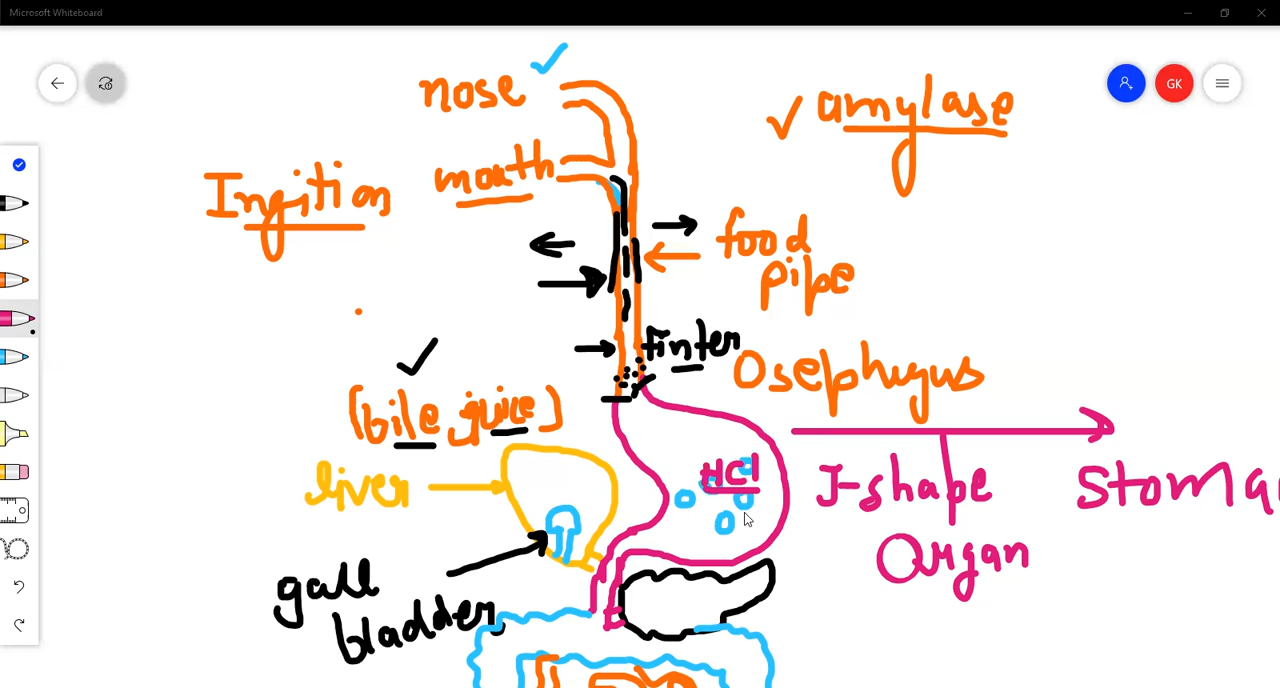 Microsoft Whiteboard
nose
amylase
GK
mouth
Ingition
food
pipe
finter
Osephygus
[bile juice]
liver
HCl
J-shape
Organ
Stoma
gall
bladder